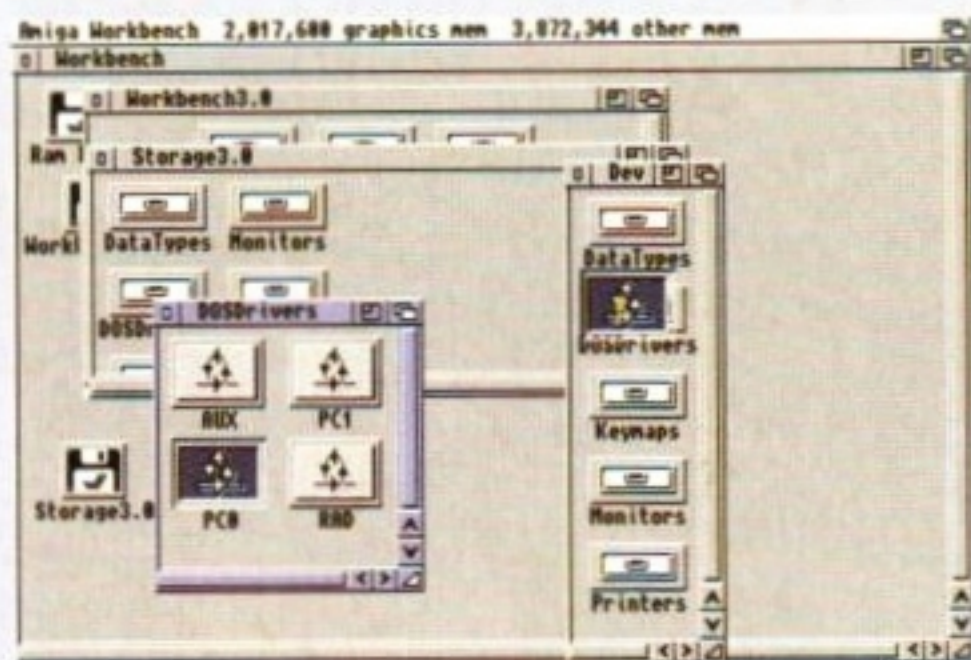 Amiga Workbench 2,017,600 graphics mem 3,872,344 other mem
Workbench
Workbench3.0
Ram
Storage3.0
Dev
DataTypes Monitors
DataTypes
DOSDrivers
DOSDrivers
AUX PC1
Keymaps
Storage3.0
PC0 RAD
Monitors
Printers